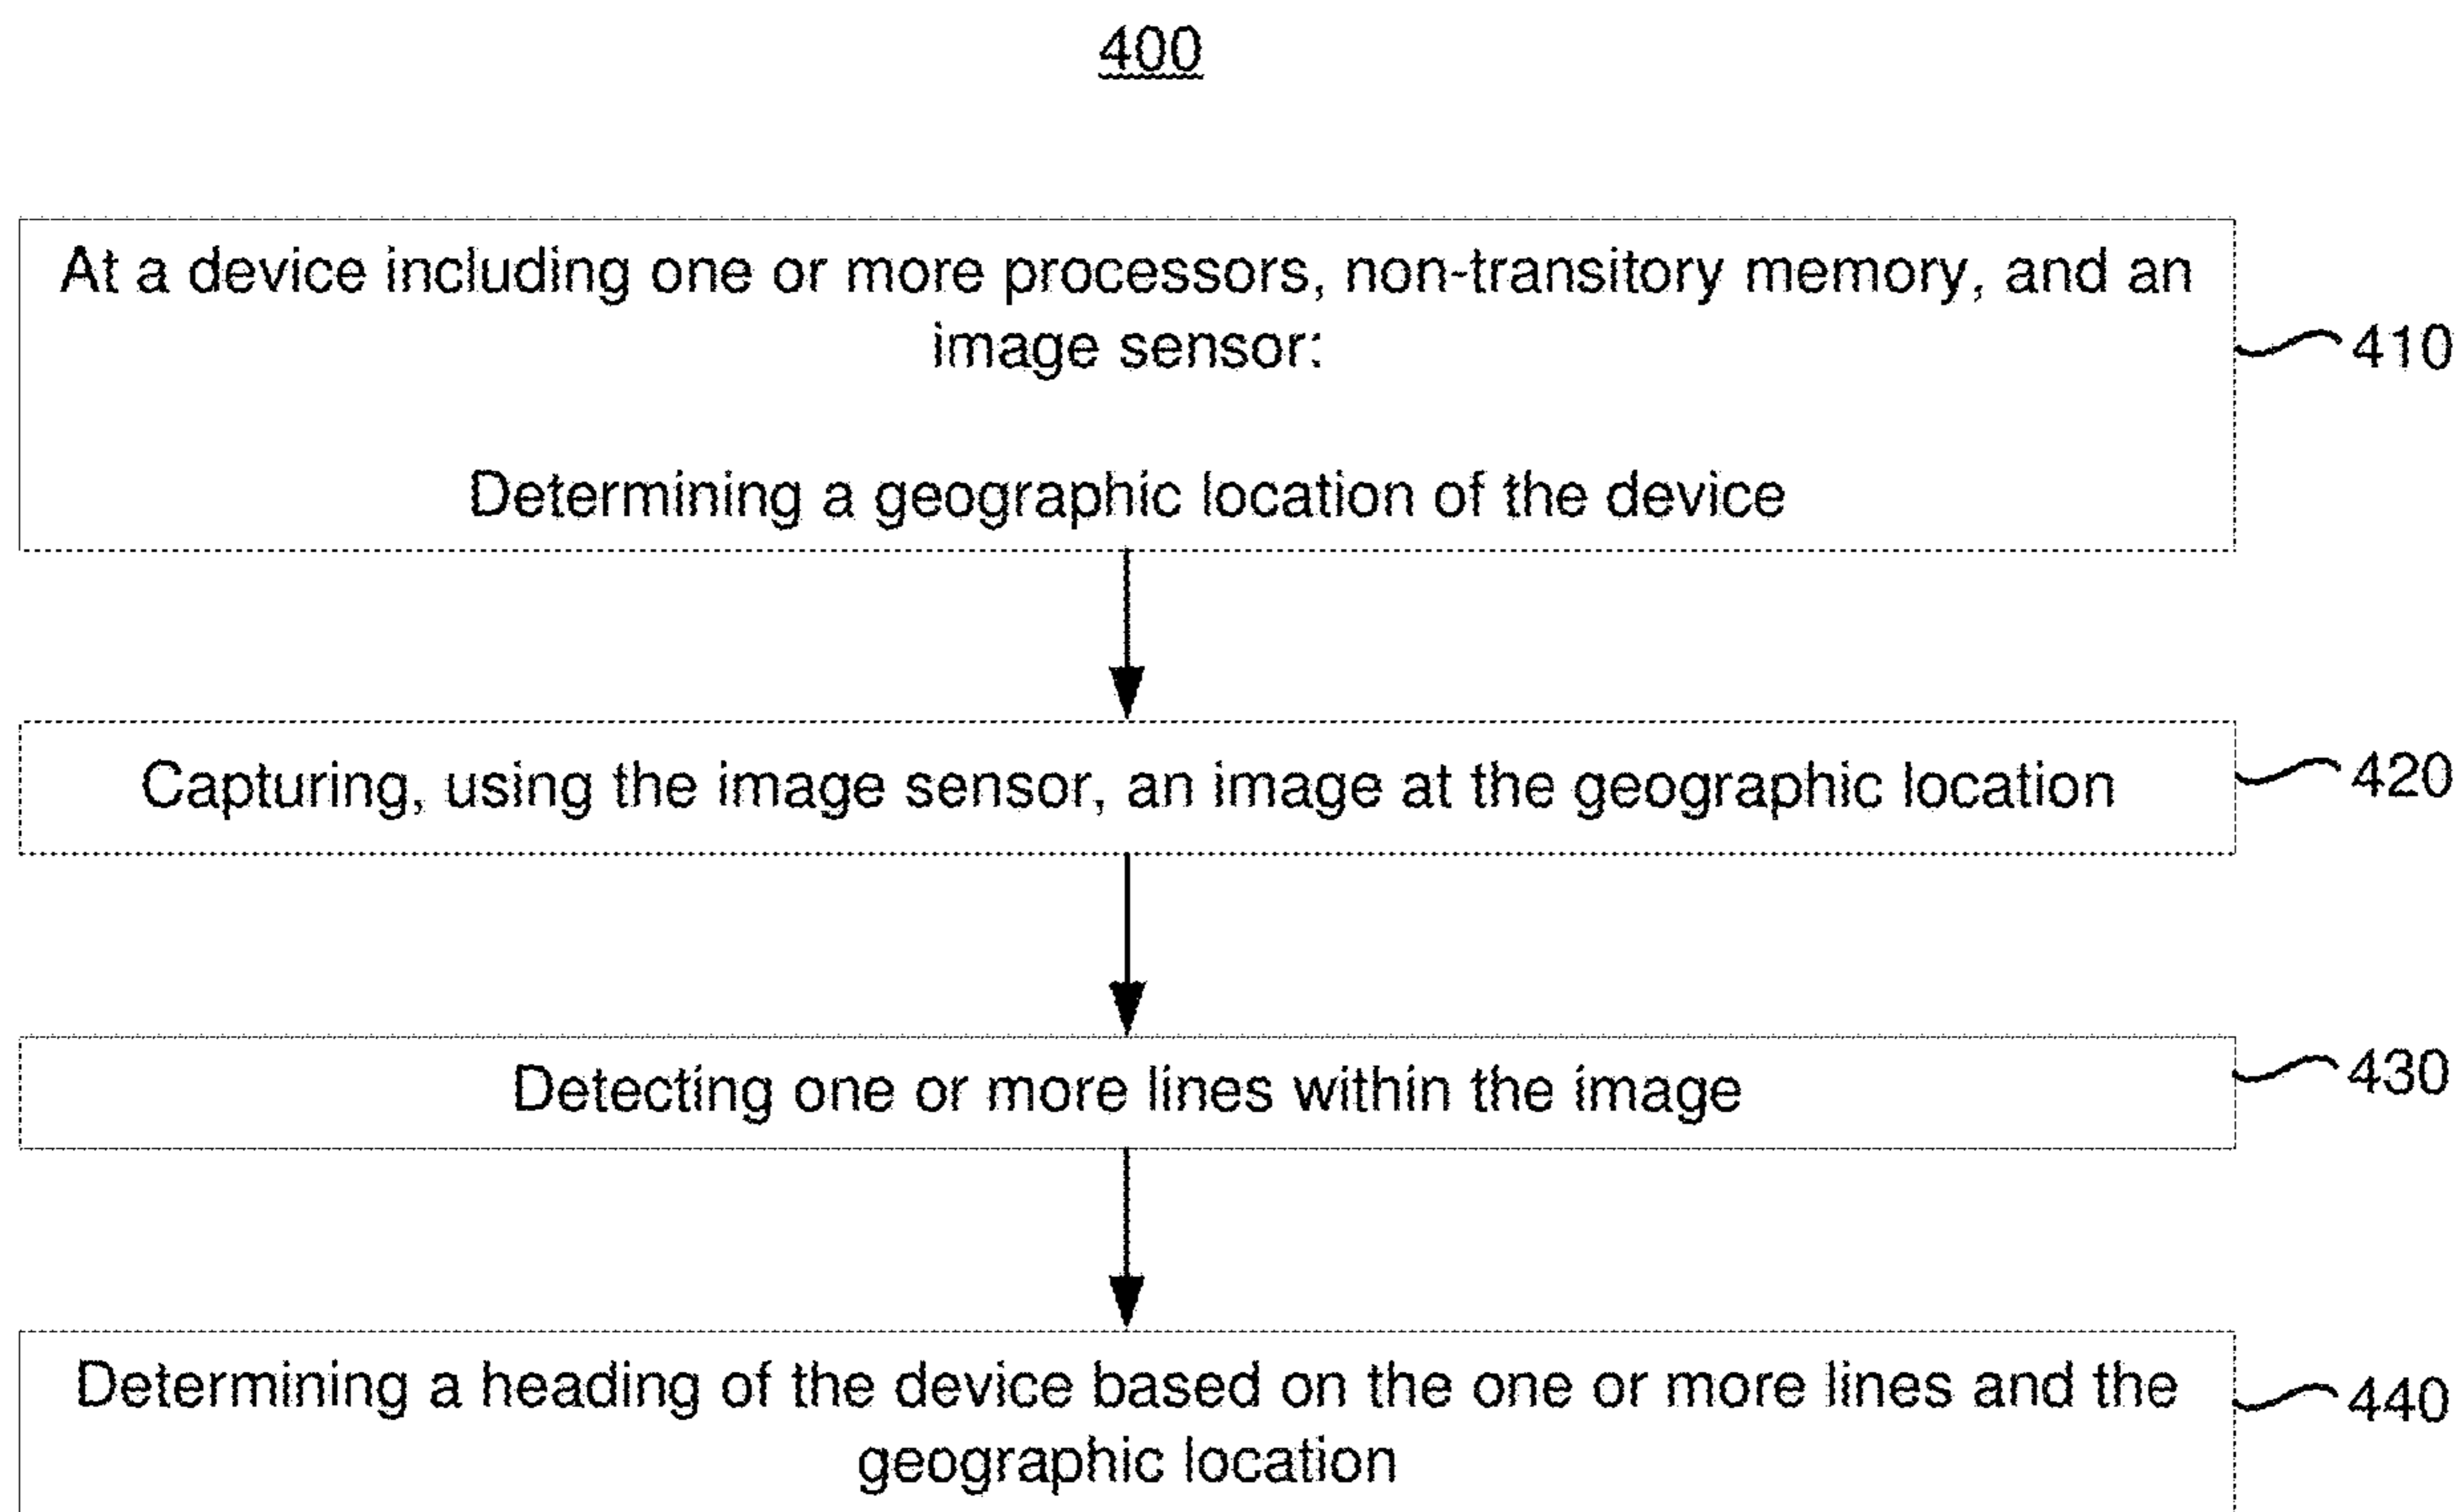 400
At a device including one or more processors, non-transitory memory, and an
image sensor:
410
Determining a geographic location of the device
Capturing, using the image sensor, an image at the geographic location
420
Detecting one or more lines within the image
430
Determining a heading of the device based on the one or more lines and the
440
geographic location